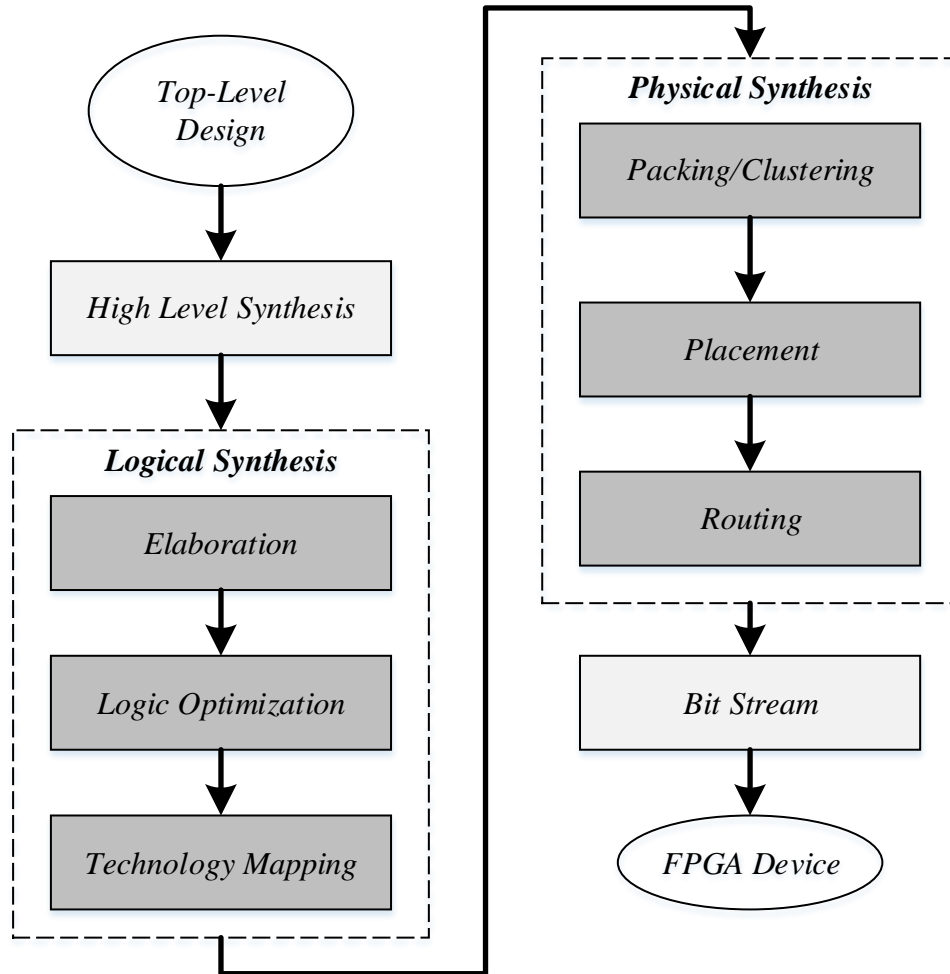 Top-Level
Design
High Level Synthesis
Logical Synthesis
Elaboration
Logic Optimization
Technology Mapping
Physical Synthesis
Packing/Clustering
Placement
Routing
Bit Stream
FPGA Device